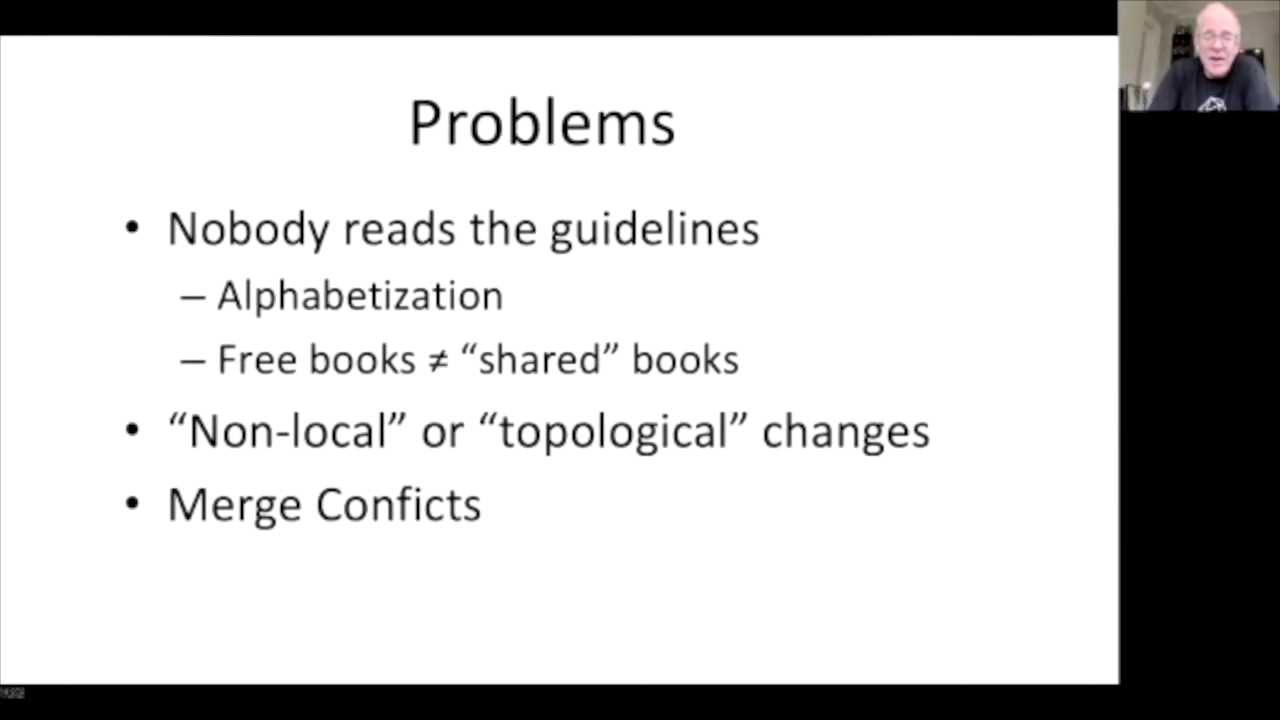 Problems
• Nobody reads the guidelines
– Alphabetization
– Free books ≠ “shared” books
• “Non-local” or “topological” changes
• Merge Conficts